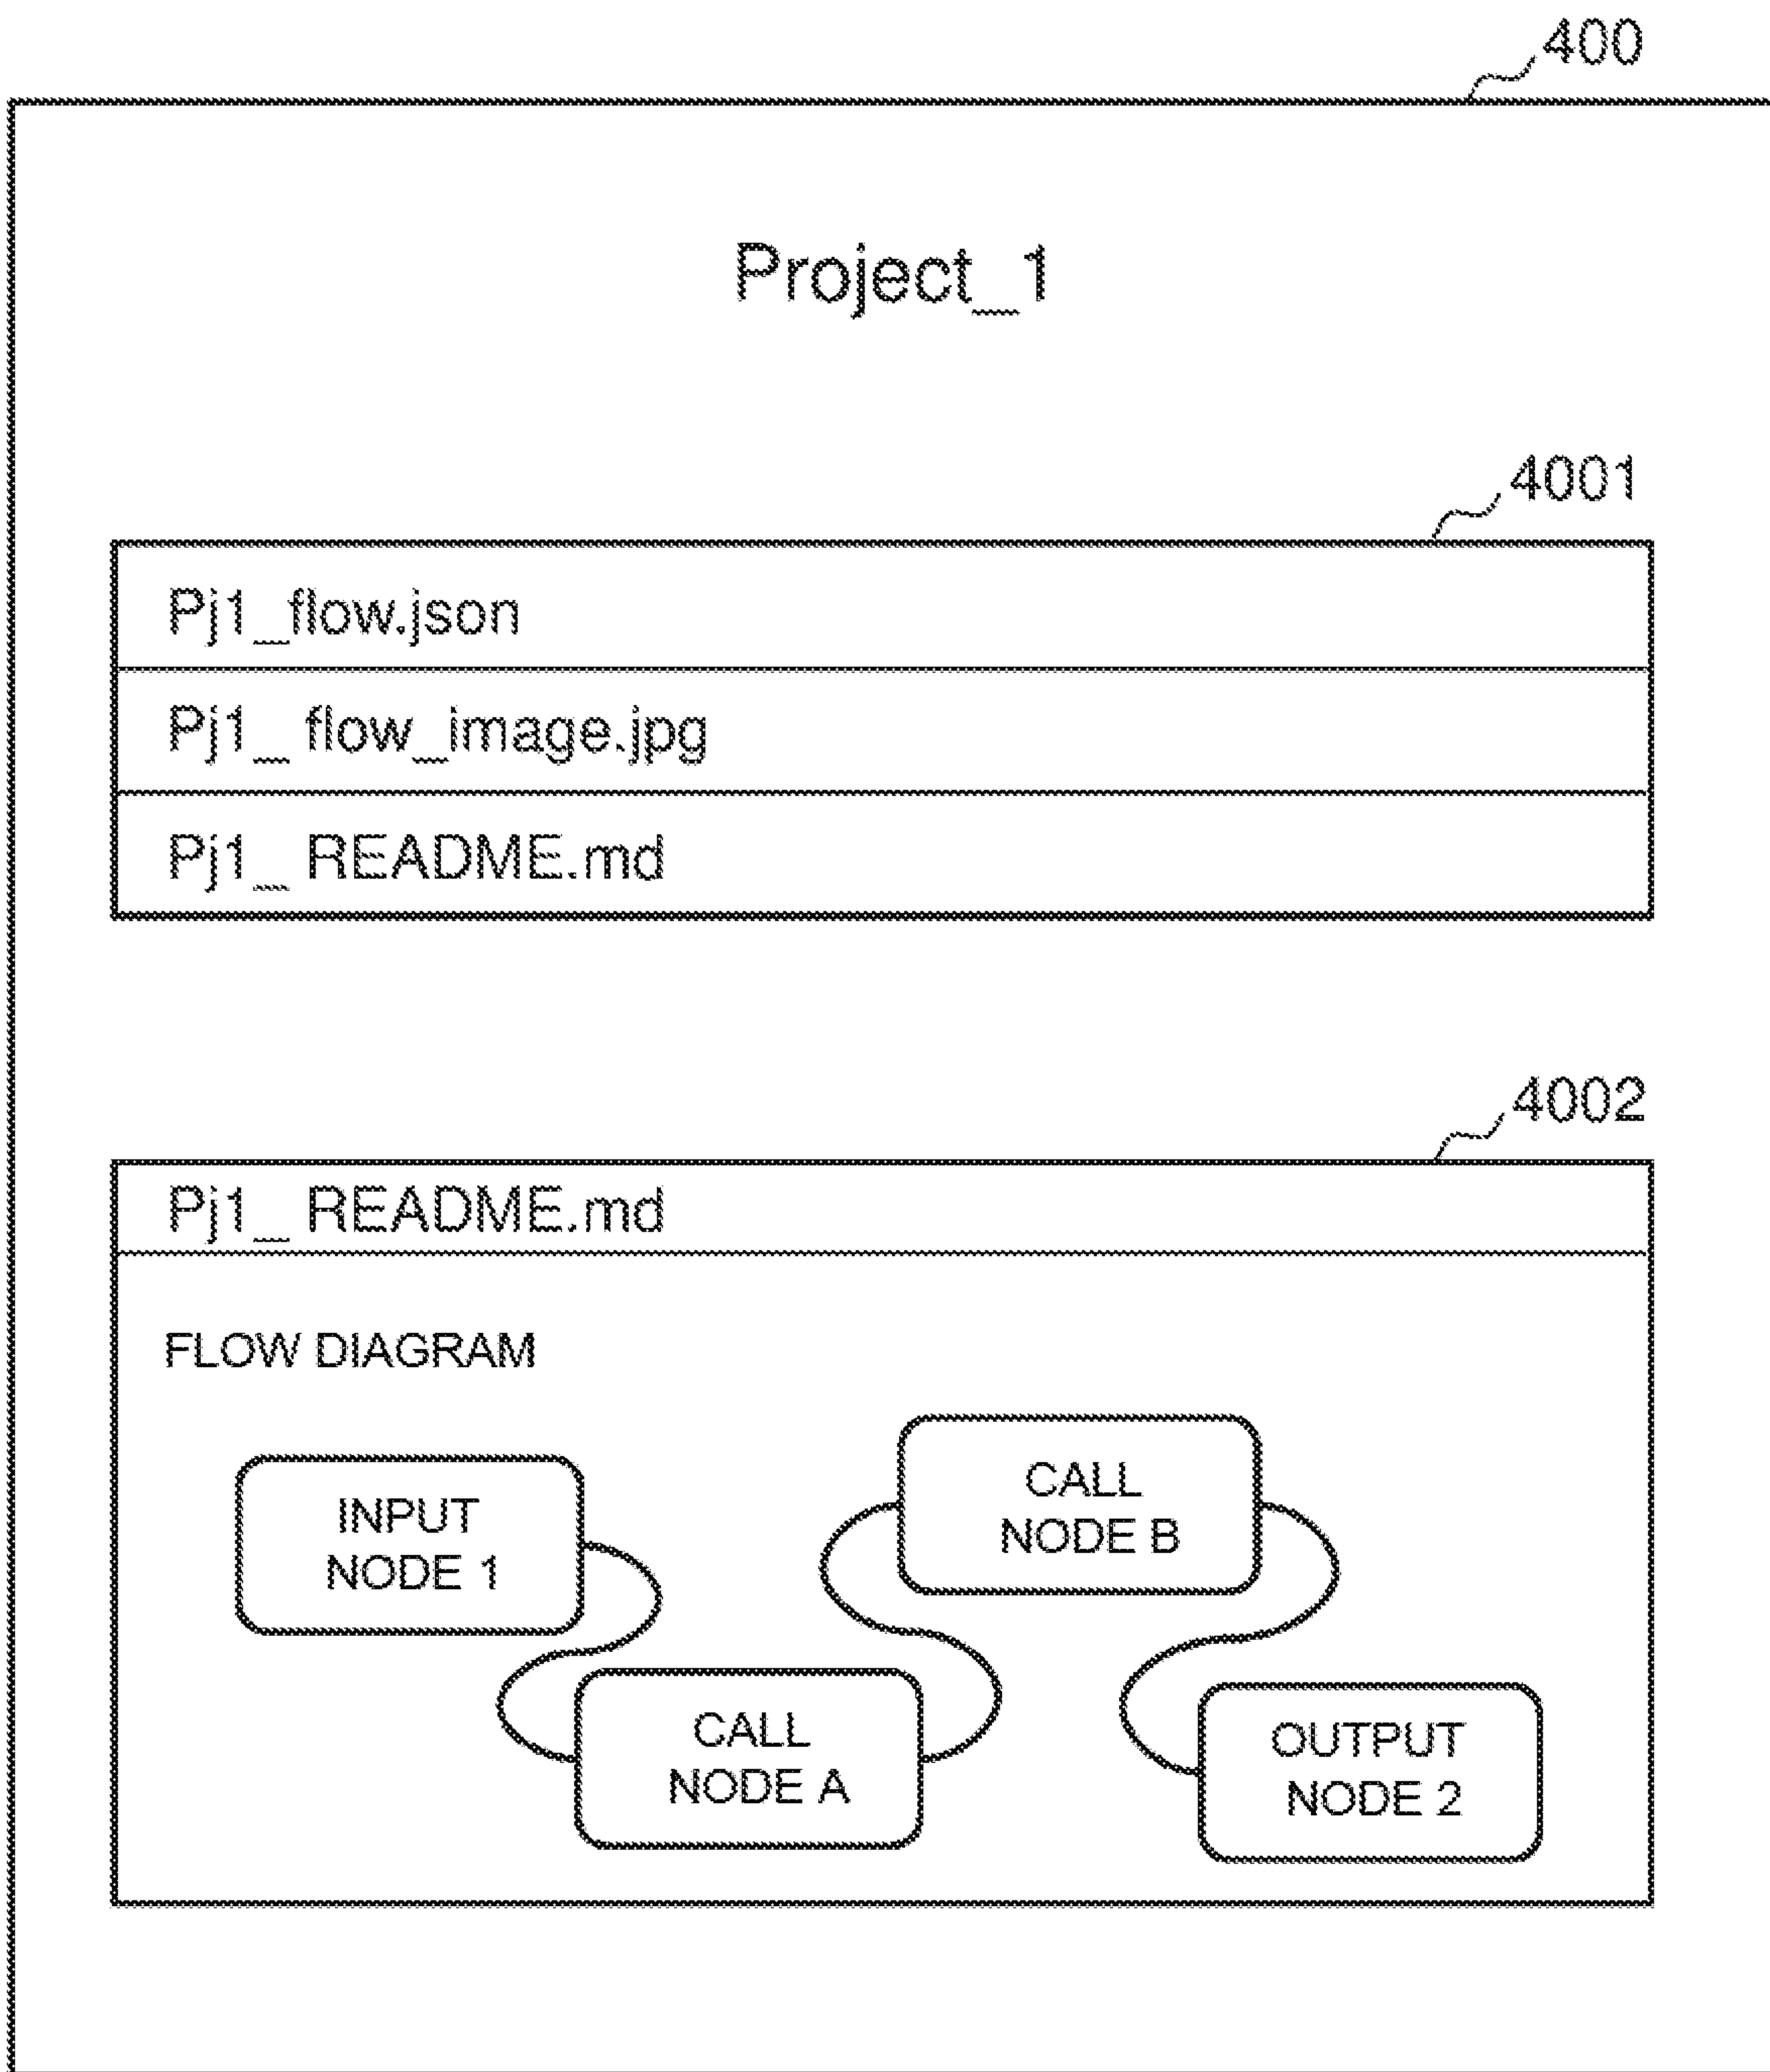 400
Project_1
4001
Pj1_flow.json
Pj1_ flow_image.jpg
Pj1_ README.md
4002
Pj1_ README.md
FLOW DIAGRAM
INPUT
NODE 1
CALL
NODE A
CALL
NODE B
OUTPUT
NODE 2